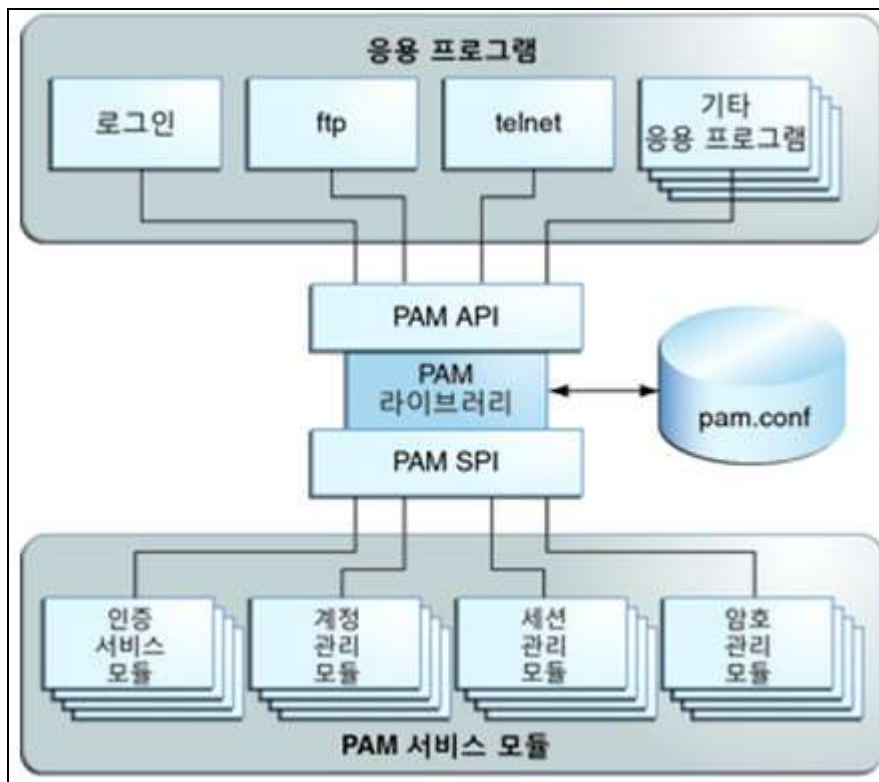 응용 프로그램
로그인
ftp
telnet
기타
응용 프로그램
PAM API
PAM
라이브러리
pam.conf
PAM SPI
인증
서비스
모듈
계정
관리
모듈
세션
관리
모듈
암호
관리
모듈
PAM 서비스 모듈